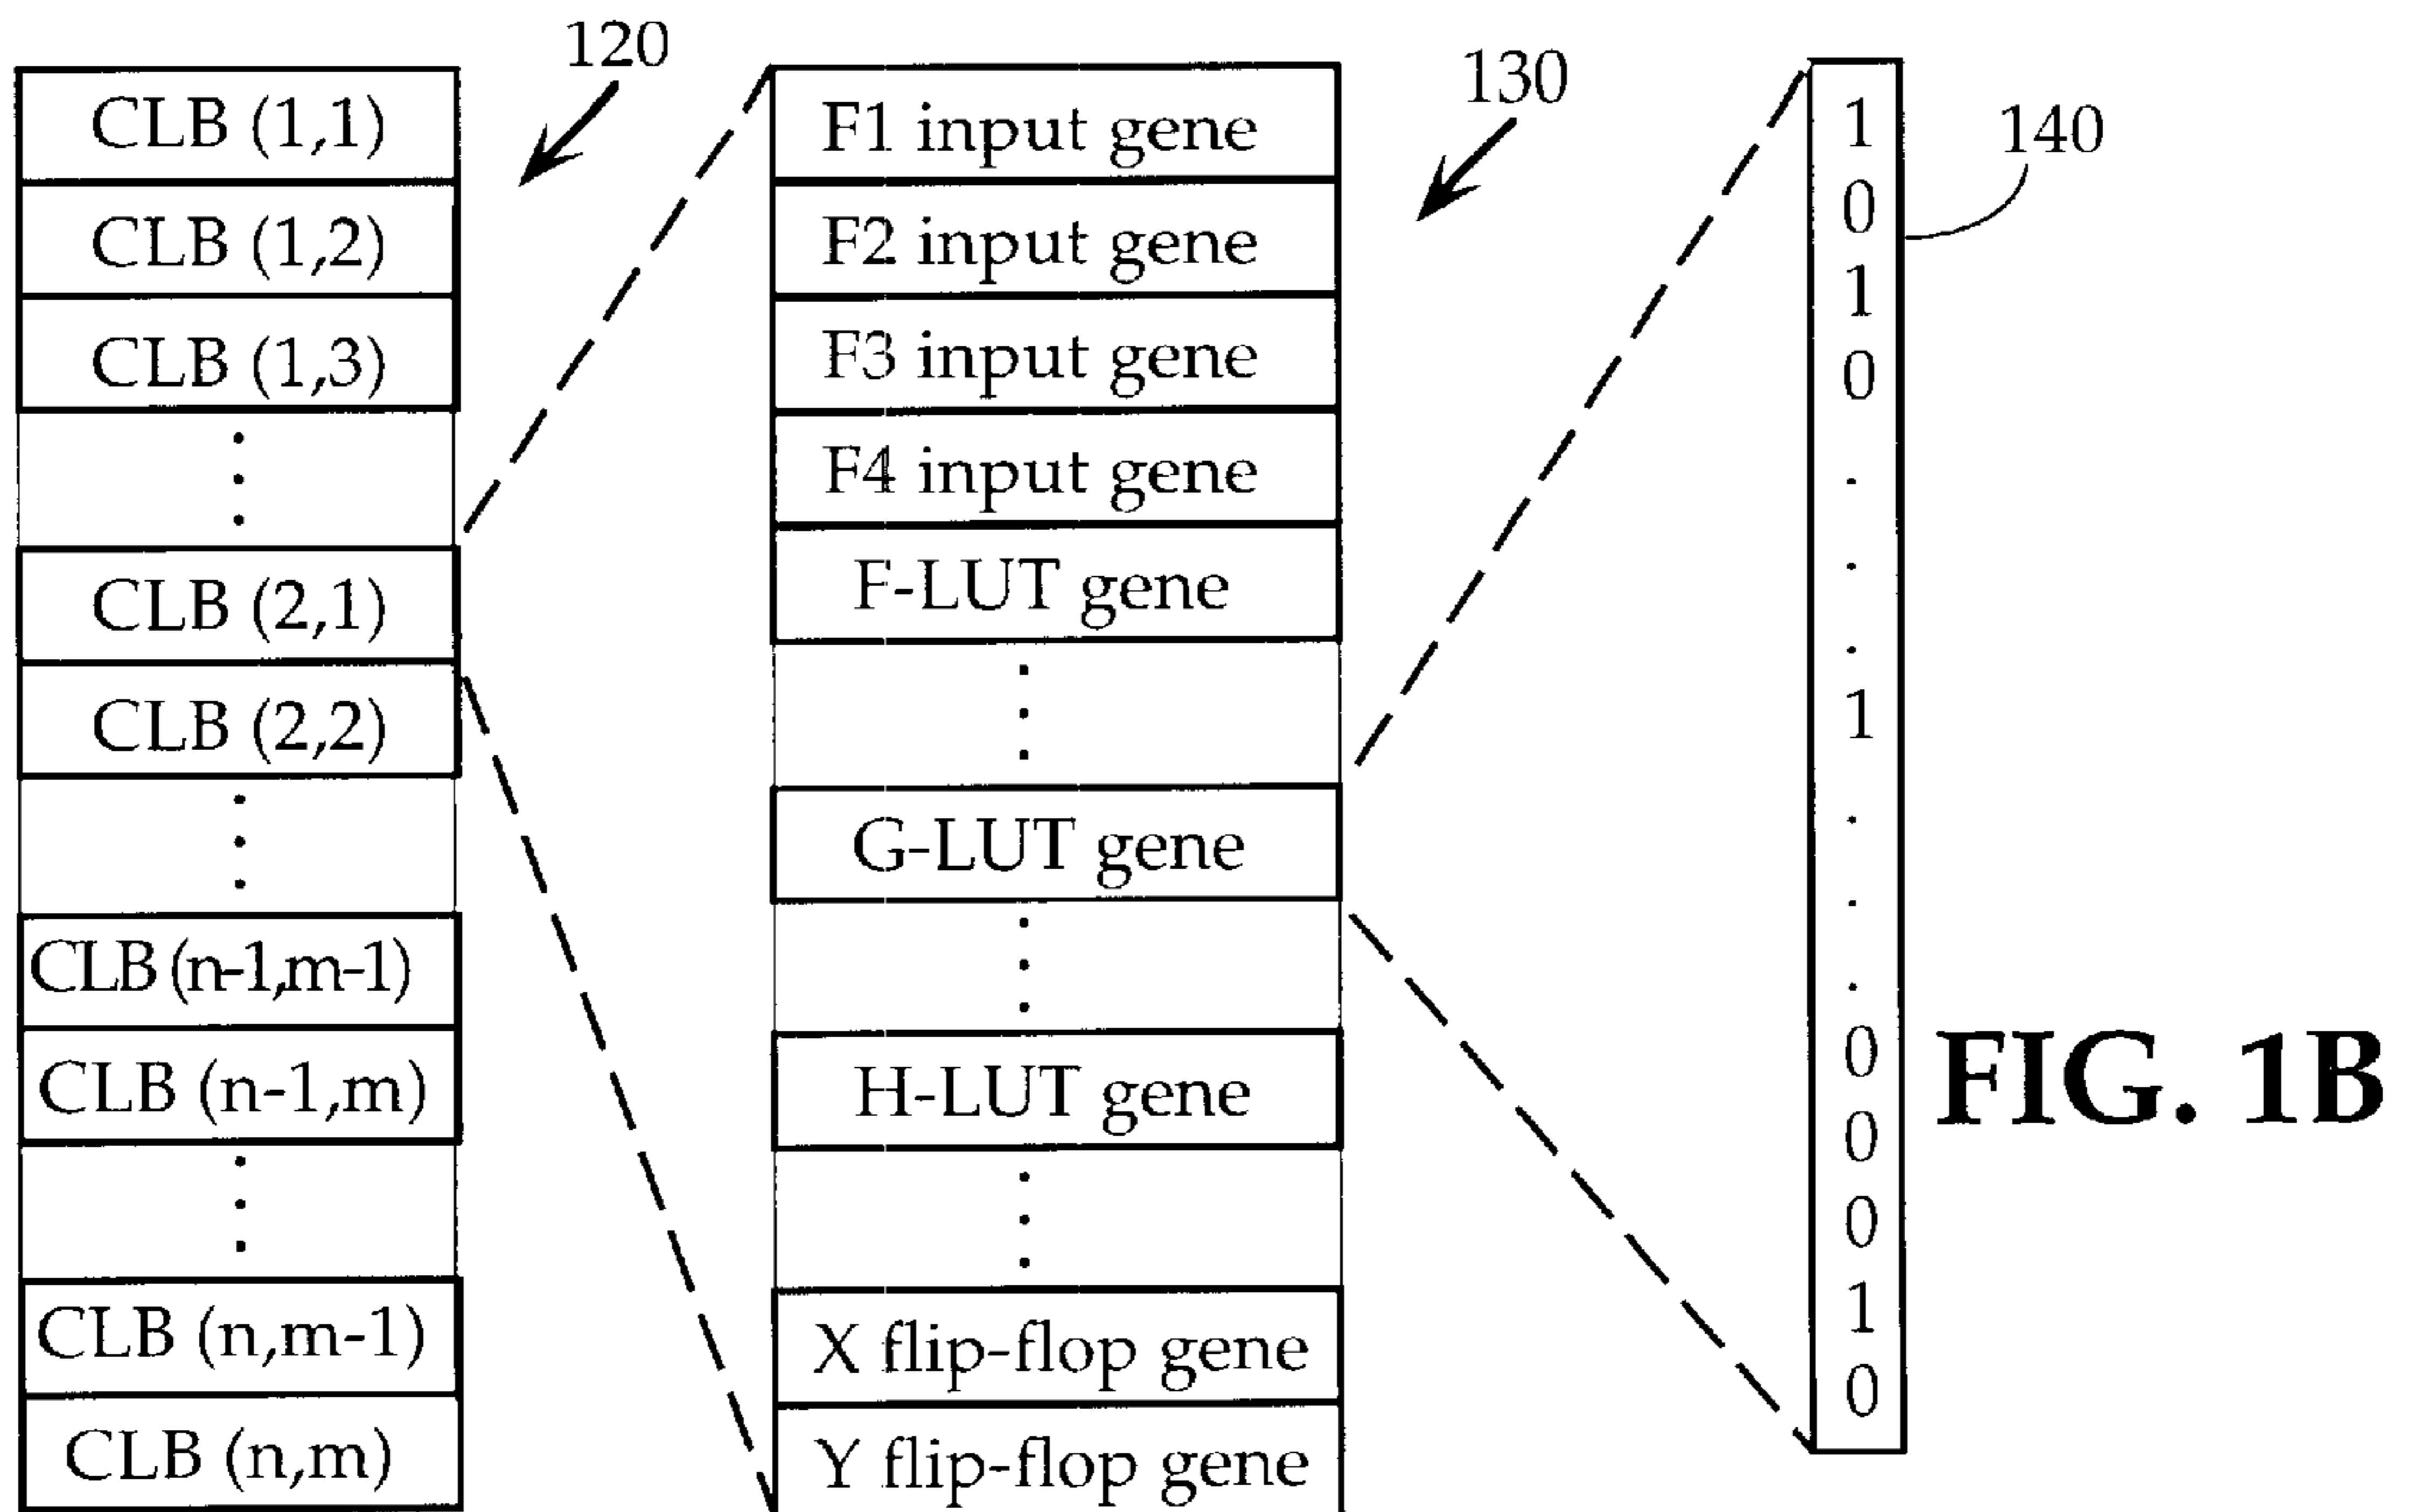 120
CLB (1,1)
CLB (1,2)
CLB (1,3)
CLB (2,1)
CLB (2,2)
CLB (n-1,m-1)
CLB (n-1,m)
CLB (n,m-1)
CLB (n,m)
130
F1 input gene
F2 input gene
F3 input gene
F4 input gene
F-LUT gene
G-LUT gene
H-LUT gene
X flip-flop gene
Y flip-flop gene
140
1
0
1
0
.
.
.
1
.
.
.
0
0
0
1
0
FIG. 1B